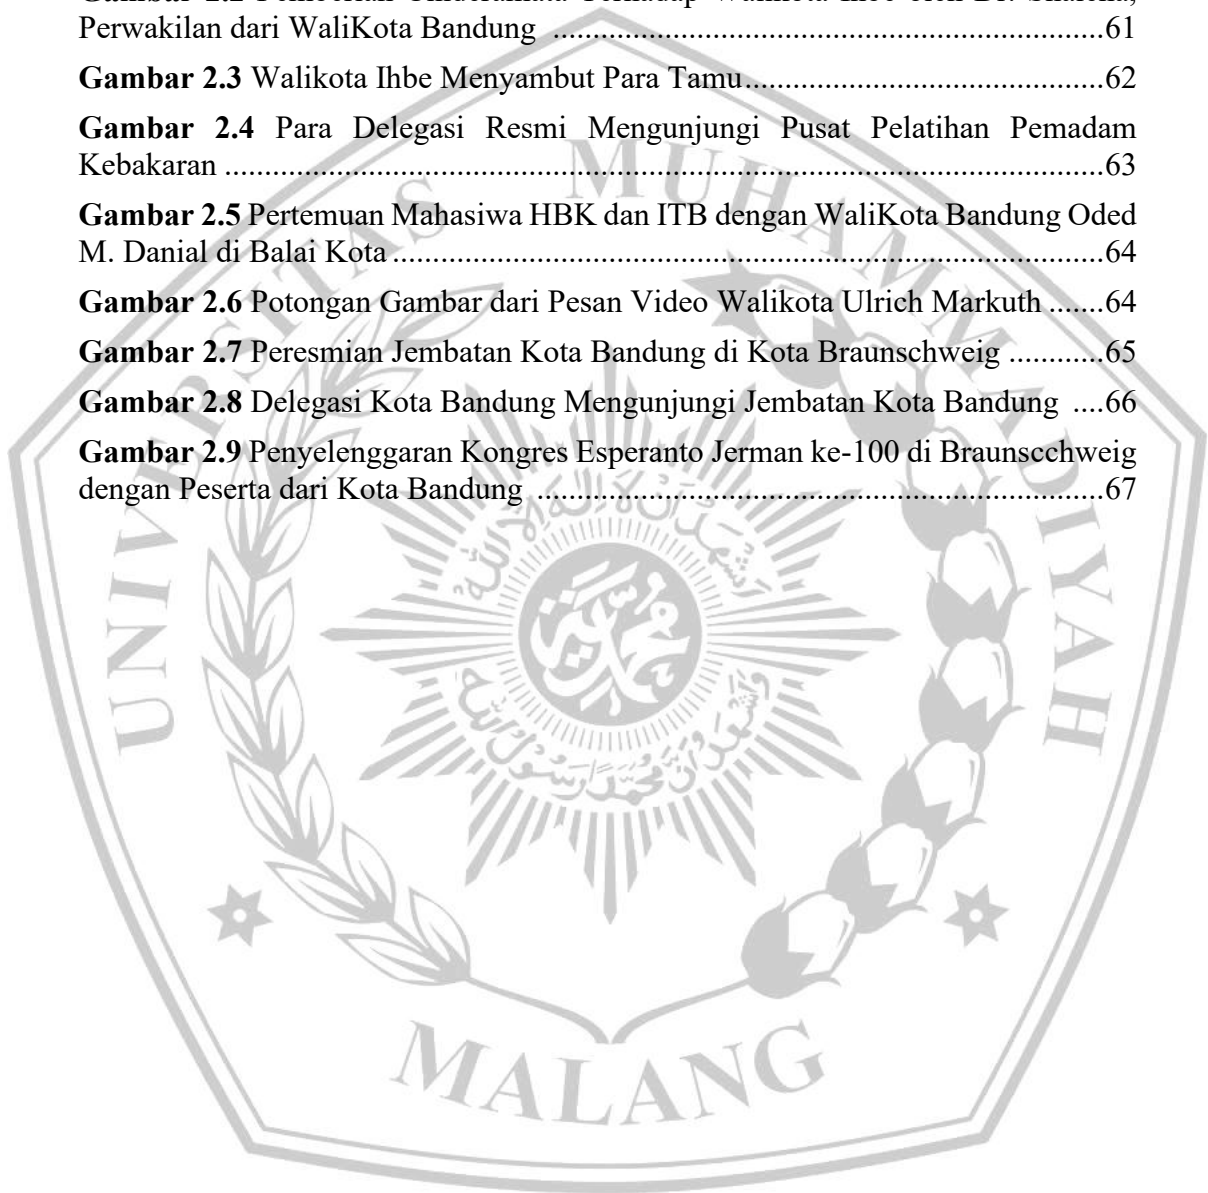 Perwakilan dari WaliKota Bandung ....................................................................61
Gambar 2.3 Walikota Ihbe Menyambut Para Tamu............................................62
Gambar 2.4 Para Delegasi Resmi Mengunjungi Pusat Pelatihan Pemadam
Kebakaran ................................................................................................................63
Gambar 2.5 Pertemuan Mahasiwa HBK dan ITB dengan WaliKota Bandung Oded
M. Danial di Balai Kota ...........................................................................................64
Gambar 2.6 Potongan Gambar dari Pesan Video Walikota Ulrich Markuth .......64
Gambar 2.7 Peresmian Jembatan Kota Bandung di Kota Braunschweig ............65
Gambar 2.8 Delegasi Kota Bandung Mengunjungi Jembatan Kota Bandung ....66
Gambar 2.9 Penyelenggaran Kongres Esperanto Jerman ke-100 di Braunscchweig
dengan Peserta dari Kota Bandung ......................................................................67
UNIVERSITAS MUHAMMADIYAH
MALANG